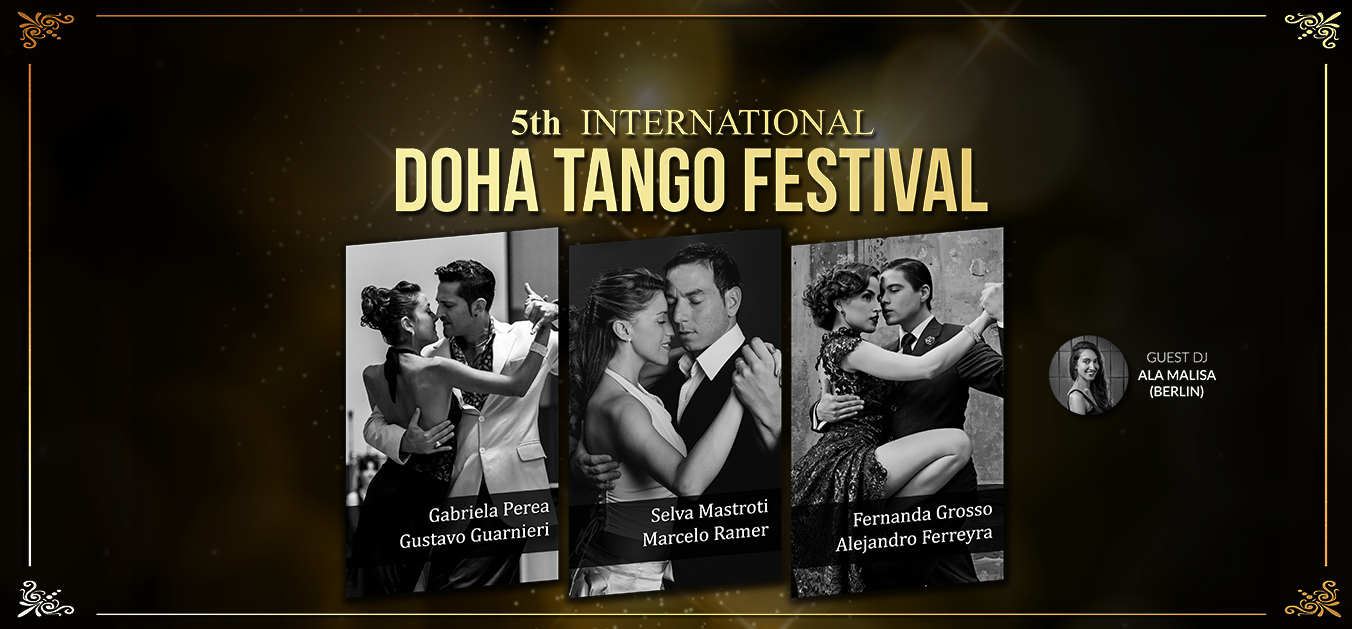 5th INTERNATIONAL
DOHA TANGO FESTIVAL
Gabriela Perea
Gustavo Guarnieri
Selva Mastroti
Marcelo Ramer
Fernanda Grosso
Alejandro Ferreyra
GUEST DJ
ALA MALISA
(BERLIN)